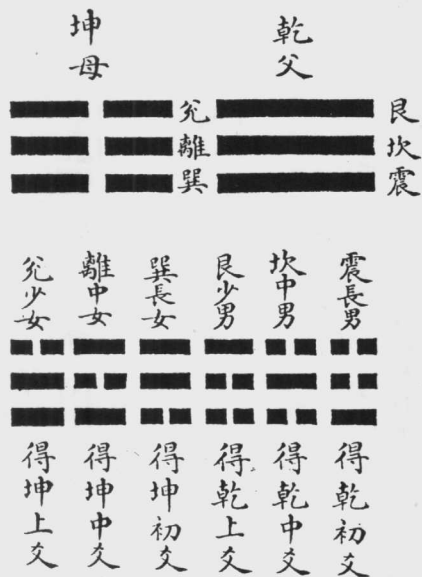 乾父
坤母
艮
坎
震
兊
離
巽
震長男
坎中男
艮少男
巽長女
離中女
兊少女
得乾初爻
得乾中爻
得乾上爻
得坤初爻
得坤中爻
得坤上爻